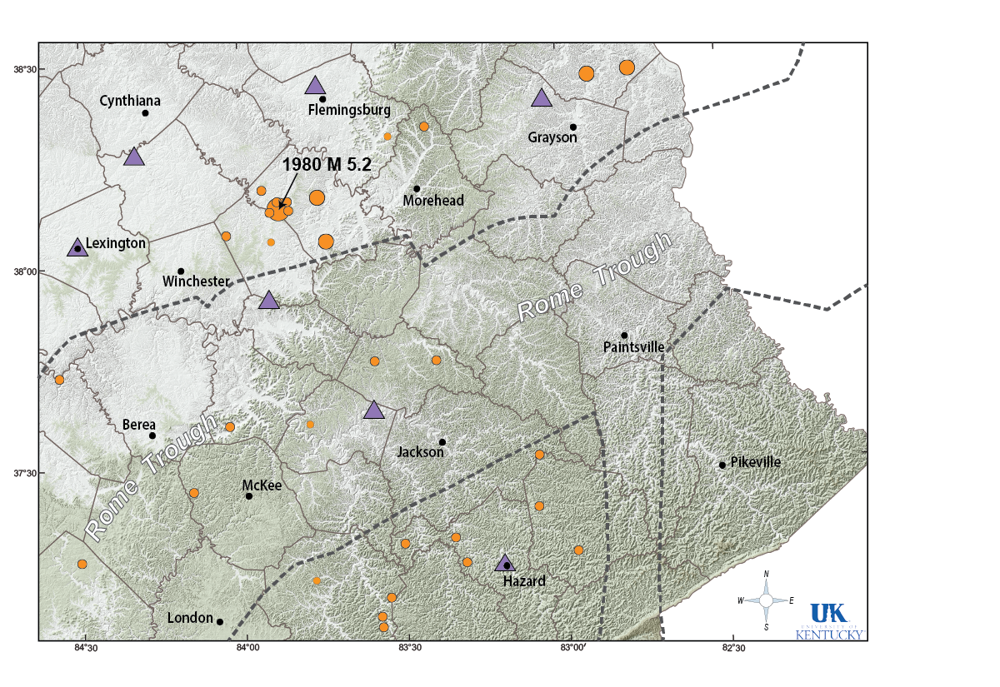 38°30'
Cynthiana
Flemingsburg
Grayson
1980 M 5.2
Morehead
Lexington
38°00'
Winchester
Rome Trough
Paintsville
Berea
Rome Trough
Jackson
Pikeville
37°30'
McKee
Hazard
London
N
W E
S
UK
UNIVERSITY OF
KENTUCKY
84°30'
84°00'
83°30'
83°00'
82°30'